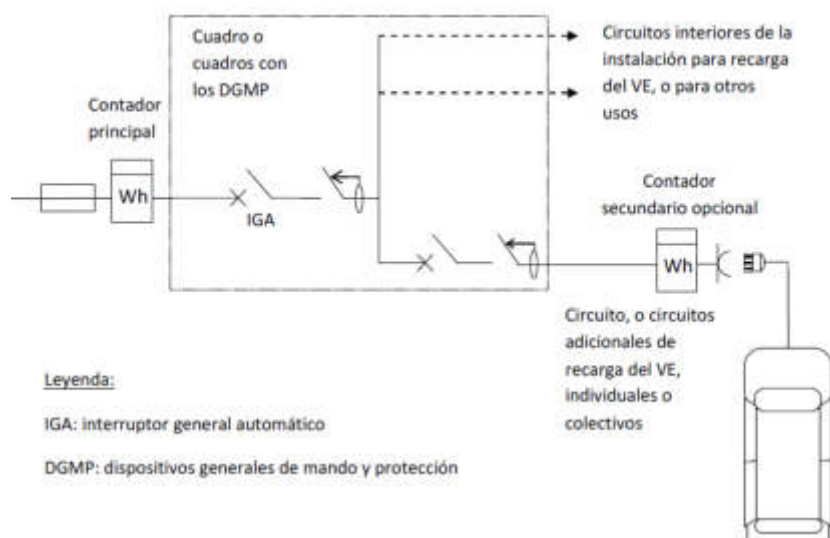 Cuadro o
cuadros con
los DGMP
Circuitos interiores de la
instalación para recarga
del VE, o para otros
usos
Contador
principal
Wh
IGA
Contador
secundario opcional
Wh
Circuito, o circuitos
adicionales de
recarga del VE,
individuales o
colectivos
Leyenda:
IGA: interruptor general automático
DGMP: dispositivos generales de mando y protección